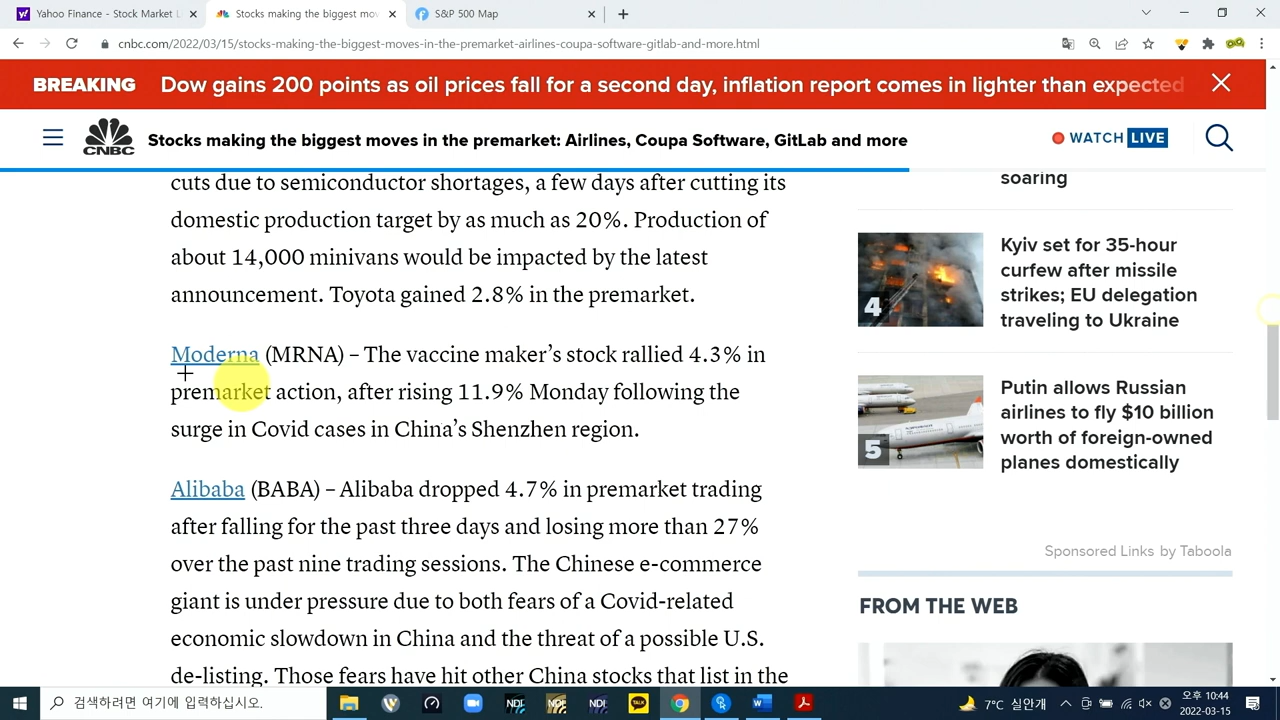 Yahoo Finance - Stock Market L
Stocks making the biggest mov
S&P 500 Map
cnbc.com/2022/03/15/stocks-making-the-biggest-moves-in-the-premarket-airlines-coupa-software-gitlab-and-more.html
BREAKING Dow gains 200 points as oil prices fall for a second day, inflation report comes in lighter than expected
CNBC
Stocks making the biggest moves in the premarket: Airlines, Coupa Software, GitLab and more
WATCH LIVE
cuts due to semiconductor shortages, a few days after cutting its
domestic production target by as much as 20%. Production of
about 14,000 minivans would be impacted by the latest
announcement. Toyota gained 2.8% in the premarket.
Moderna (MRNA) – The vaccine maker’s stock rallied 4.3% in
premarket action, after rising 11.9% Monday following the
surge in Covid cases in China’s Shenzhen region.
Alibaba (BABA) – Alibaba dropped 4.7% in premarket trading
after falling for the past three days and losing more than 27%
over the past nine trading sessions. The Chinese e-commerce
giant is under pressure due to both fears of a Covid-related
economic slowdown in China and the threat of a possible U.S.
de-listing. Those fears have hit other China stocks that list in the
soaring
4
Kyiv set for 35-hour
curfew after missile
strikes; EU delegation
traveling to Ukraine
5
Putin allows Russian
airlines to fly $10 billion
worth of foreign-owned
planes domestically
Sponsored Links by Taboola
FROM THE WEB
검색하려면 여기에 입력하십시오.
NDF
NDF
NDF
TALK
7°C 실안개
오후 10:44
2022-03-15